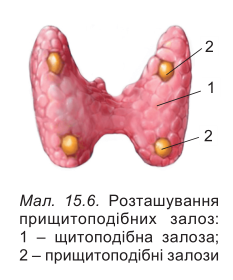 2
1
2
Мал. 15.6. Розташування
прищитоподібних залоз:
1 – щитоподібна залоза;
2 – прищитоподібні залози